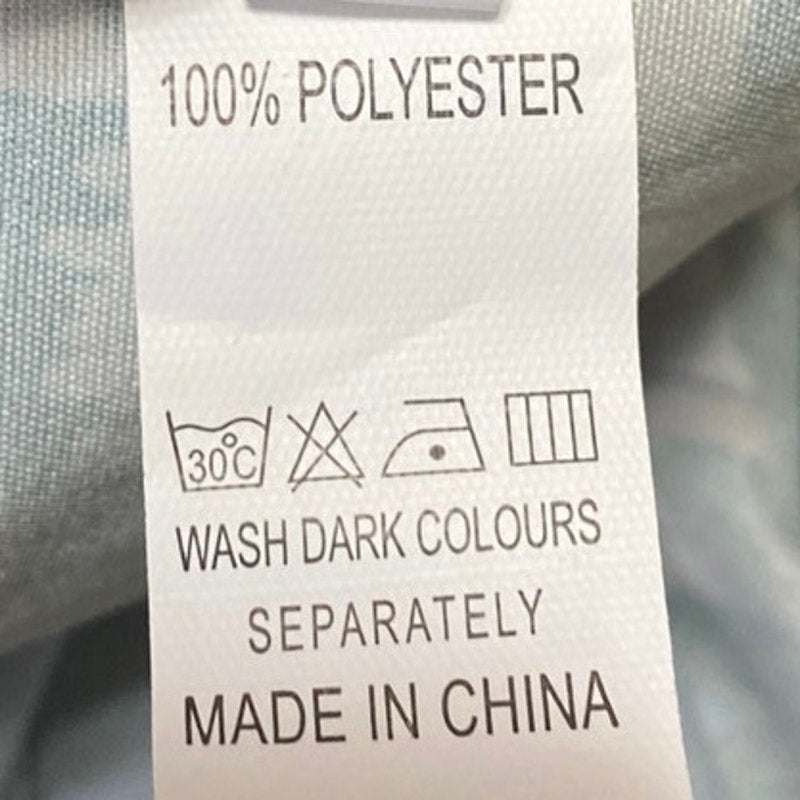 100% POLYESTER
30°C
WASH DARK COLOURS
SEPARATELY
MADE IN CHINA